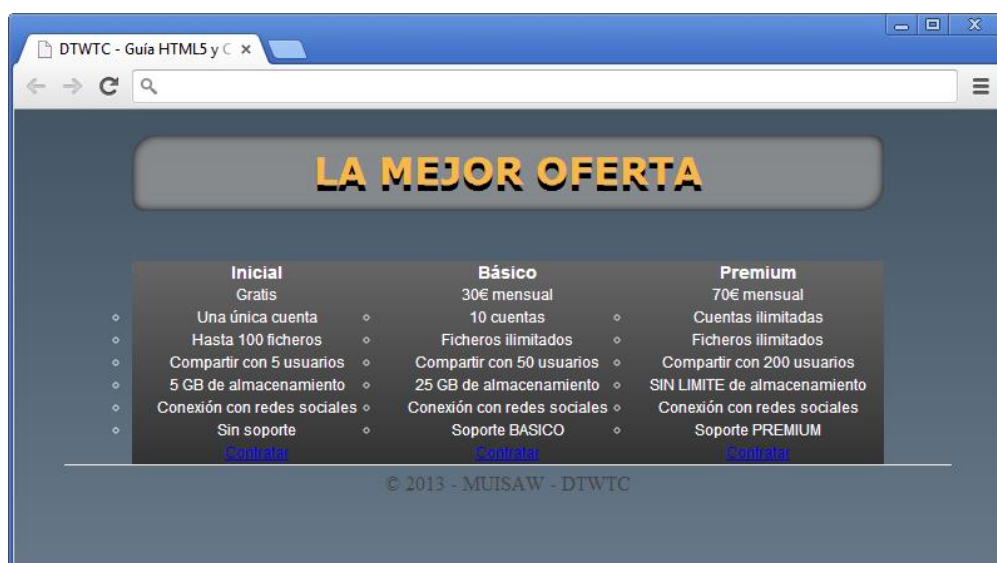 DTWTC - Guía HTML5 y C
LA MEJOR OFERTA
Inicial
Gratis
Una única cuenta
Hasta 100 ficheros
Compartir con 5 usuarios
5 GB de almacenamiento
Conexión con redes sociales
Sin soporte
Contratar
Básico
30€ mensual
10 cuentas
Ficheros ilimitados
Compartir con 50 usuarios
25 GB de almacenamiento
Conexión con redes sociales
Soporte BASICO
Contratar
Premium
70€ mensual
Cuentas ilimitadas
Ficheros ilimitados
Compartir con 200 usuarios
SIN LIMITE de almacenamiento
Conexión con redes sociales
Soporte PREMIUM
Contratar
© 2013 - MUISAW - DTWTC